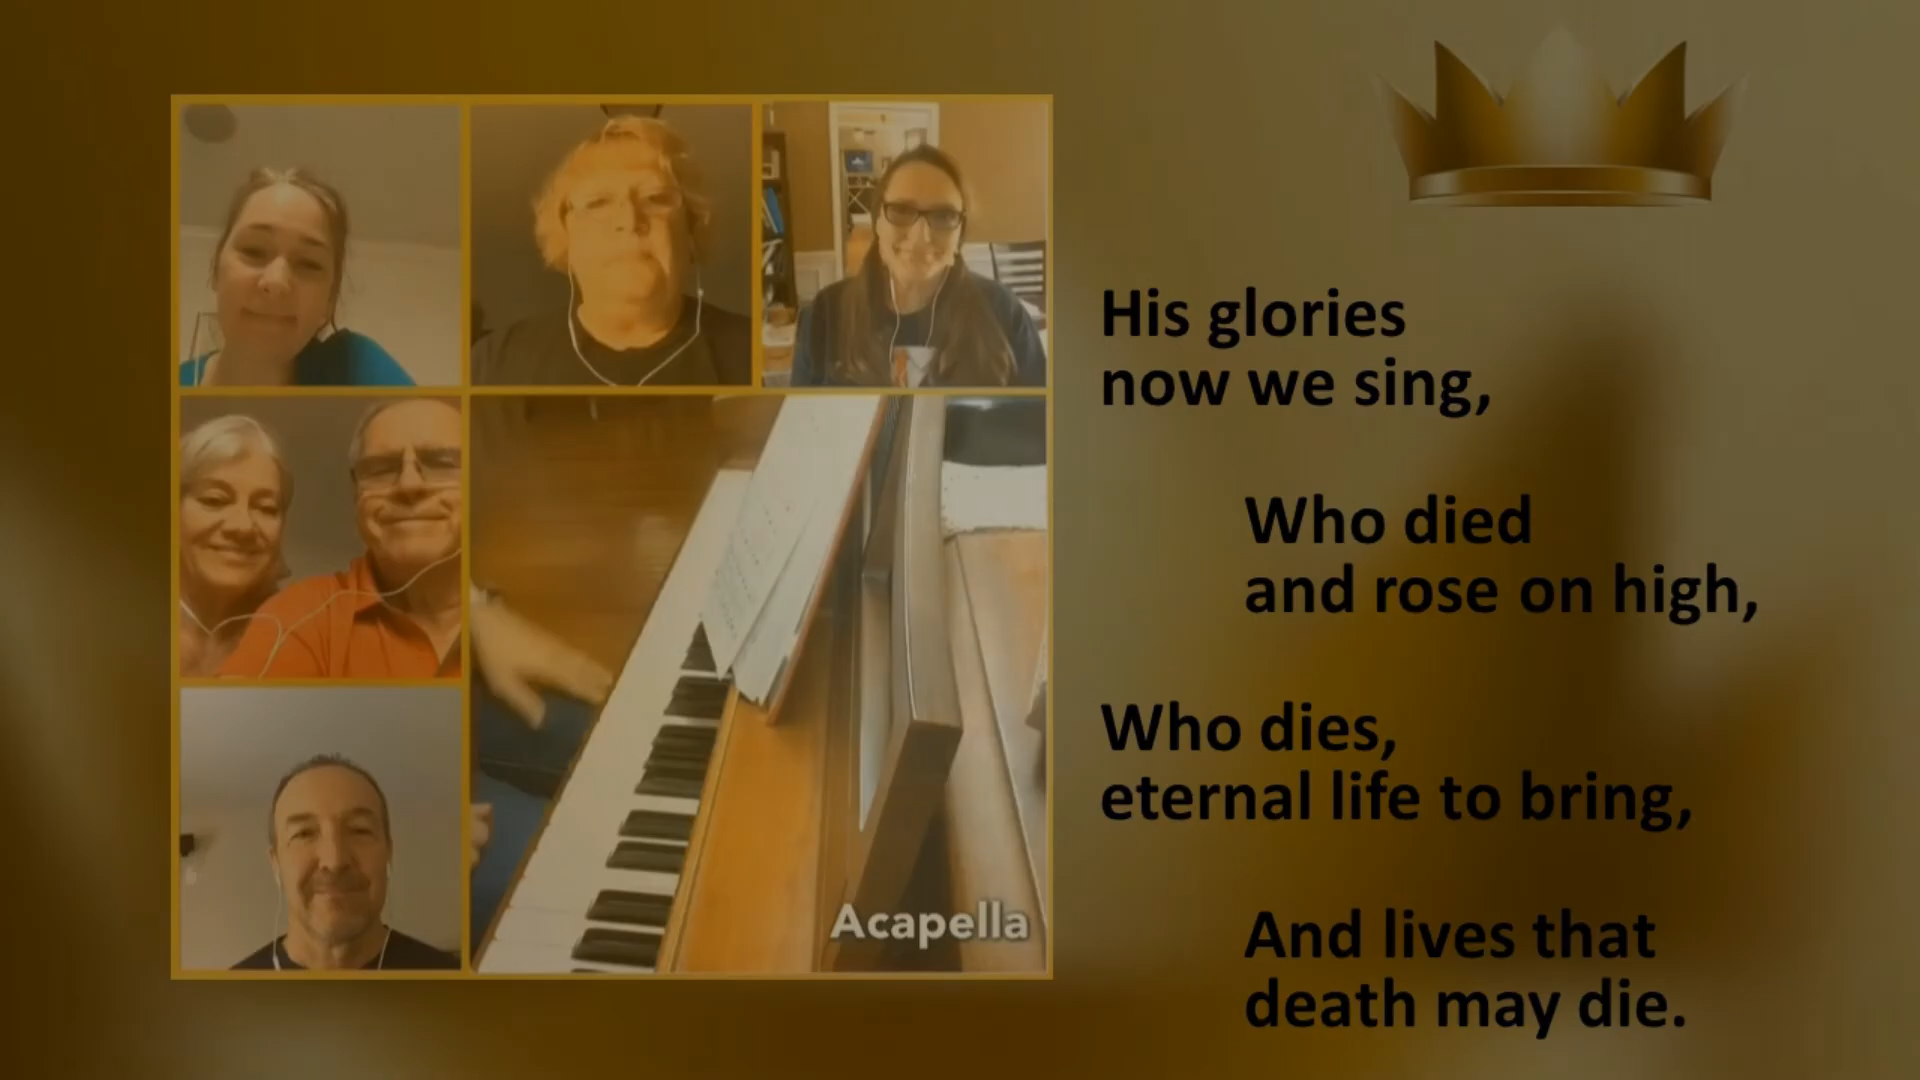 His glories
now we sing,
Who died
and rose on high,
Who dies,
eternal life to bring,
And lives that
death may die.
Acapella